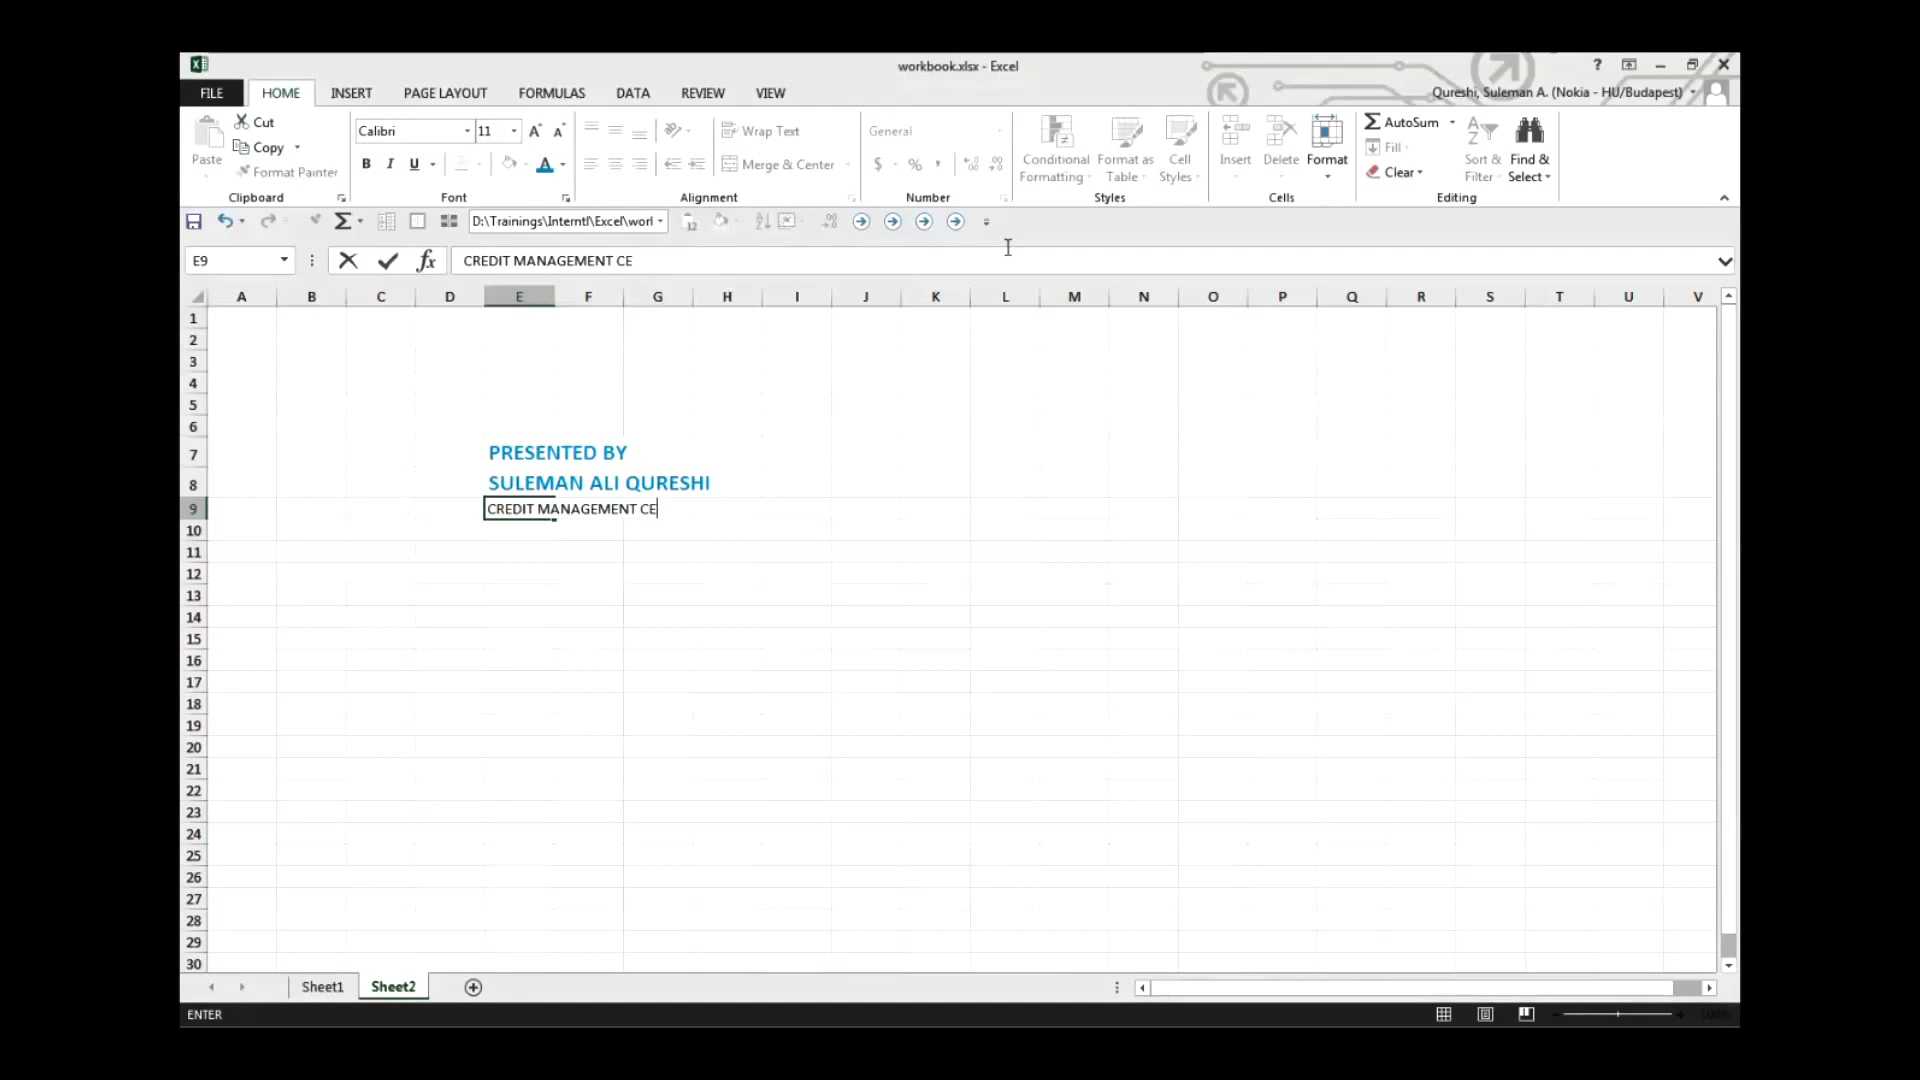 workbook.xlsx - Excel
?
FILE HOME INSERT PAGE LAYOUT FORMULAS DATA REVIEW VIEW
Qureshi, Suleman A. (Nokia - HU/Budapest)
Paste
Cut
Copy
Format Painter
Clipboard
Calibri 11
B I U
Font
Wrap Text
Merge & Center
Alignment
General
$ % ,
Number
Conditional Formatting
Format as Table
Cell Styles
Styles
Insert
Delete
Format
Cells
AutoSum
Fill
Clear
Sort & Filter
Find & Select
Editing
D:\Trainings\Interntl\Excel\worl
E9
fx
CREDIT MANAGEMENT CE
A B C D E F G H I J K L M N O P Q R S T U V
1
2
3
4
5
6
7 PRESENTED BY
8 SULEMAN ALI QURESHI
9 CREDIT MANAGEMENT CE
10
11
12
13
14
15
16
17
18
19
20
21
22
23
24
25
26
27
28
29
30
Sheet1 Sheet2
ENTER